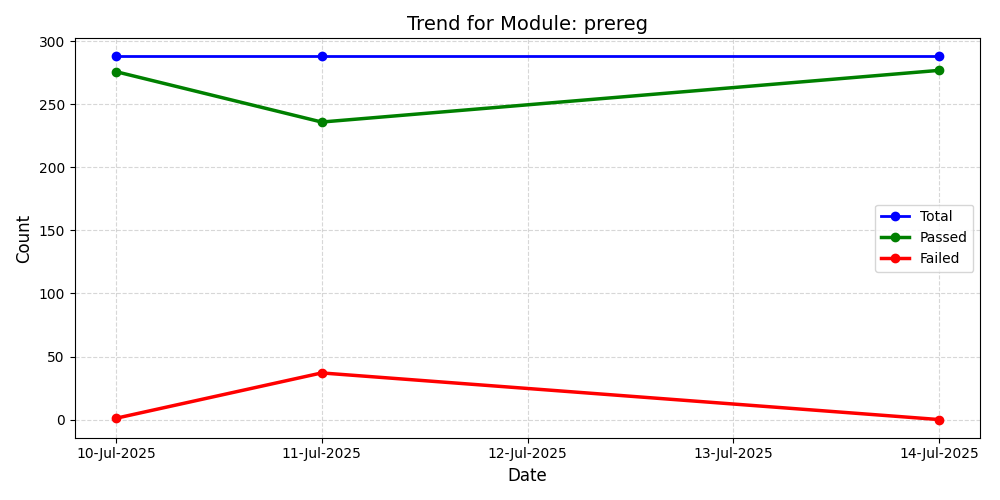 Trend for Module: prereg
300
250
200
150
100
50
0
Count
Total
Passed
Failed
10-Jul-2025
11-Jul-2025
12-Jul-2025
13-Jul-2025
14-Jul-2025
Date